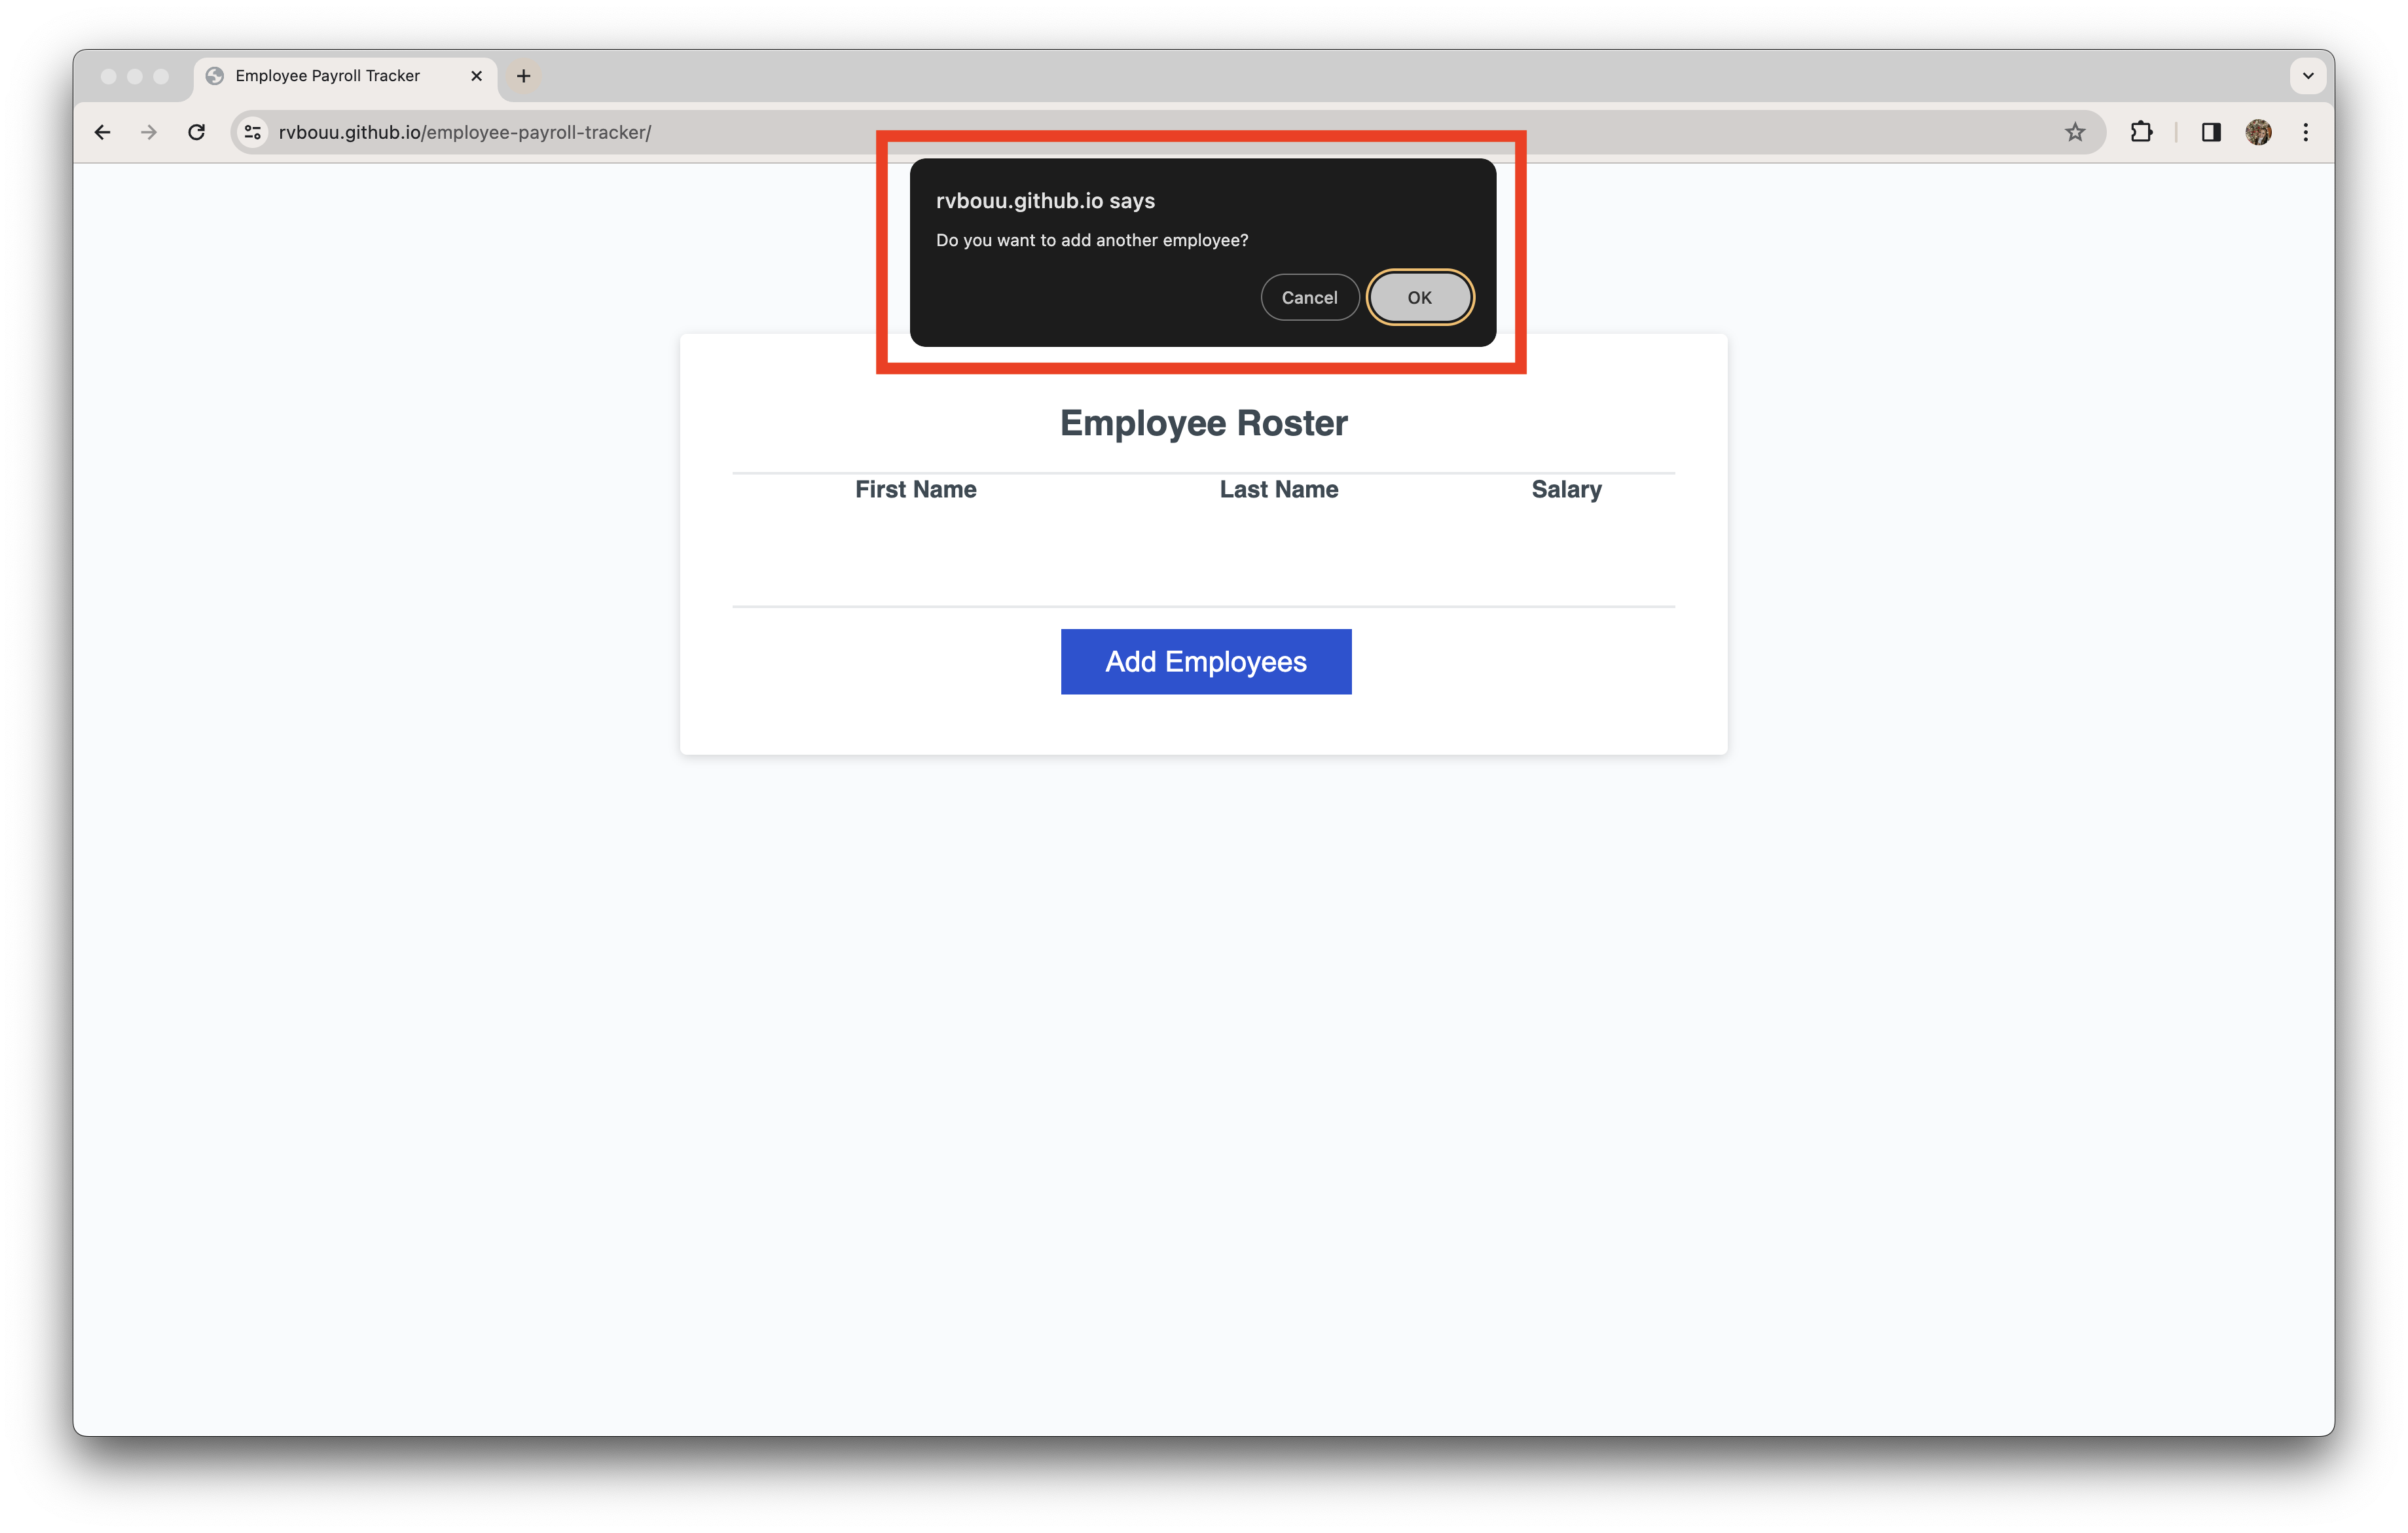 Employee Payroll Tracker
rvbouu.github.io/employee-payroll-tracker/
rvbouu.github.io says
Do you want to add another employee?
Cancel OK
Employee Roster
First Name Last Name Salary
Add Employees